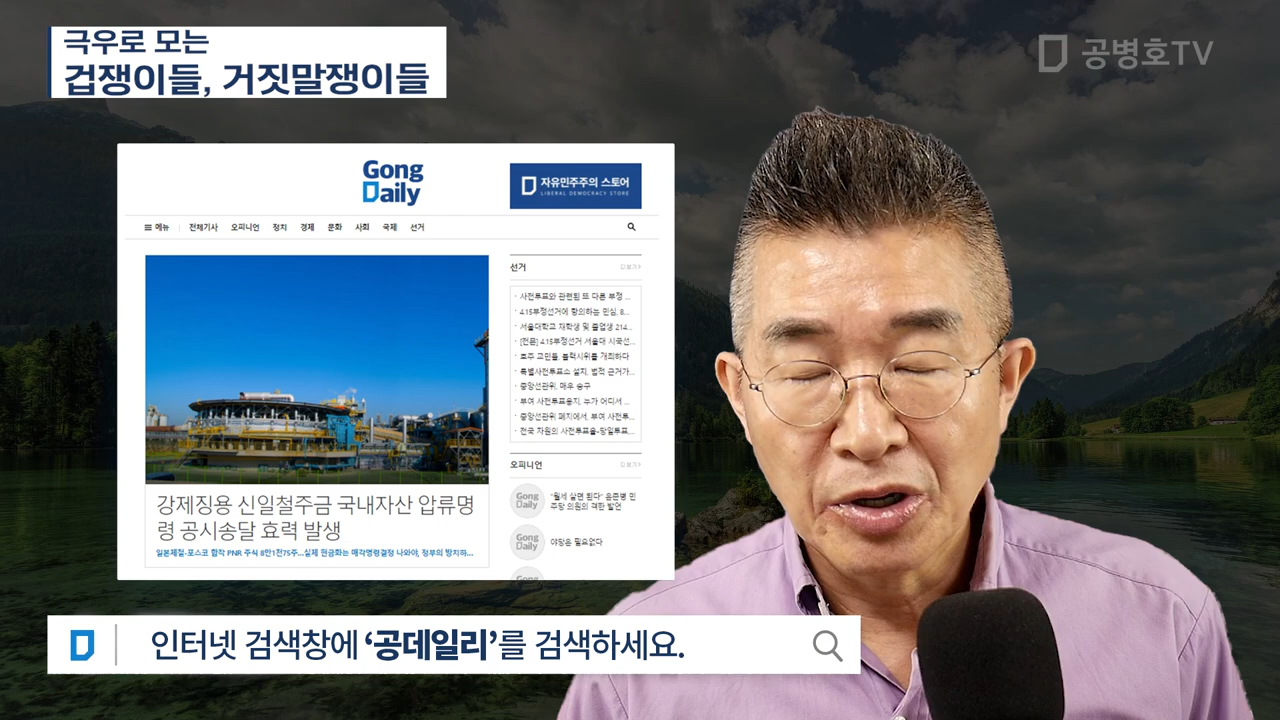 극우로 모는
겁쟁이들, 거짓말쟁이들
공병호TV
Gong
Daily
자유민주주의 스토어
LIBERAL DEMOCRACY STORE
메뉴 전체기사 오피니언 정치 경제 문화 사회 국제 선거
선거 더보기
사전투표와 관련된 또 다른 부정 ...
4.15부정선거에 항의하는 민심, 8...
서울대학교 재학생 및 졸업생 214...
[전문] 4.15부정선거 서울대 시국선...
호주 교민들, 블랙시위를 개최하다
특별사전투표소 설치, 법적 근거가...
중앙선관위, 매우 송구
부여 사전투표용지, 누가 어디서 ...
중앙선관위 폐지에서, 부여 사전투...
전국 차원의 사전투표율-당일투표...
강제징용 신일철주금 국내자산 압류명
령 공시송달 효력 발생
일본제철-포스코 합작 PNR 주식 8만1천75주...실제 현금화는 매각명령결정 나와야, 정부의 방치하...
오피니언 더보기
Gong
Daily
"월세 살면 된다" 윤준병 민
주당 의원의 격한 발언
Gong
Daily
야당은 필요없다
Gong
인터넷 검색창에 ‘공데일리’를 검색하세요.